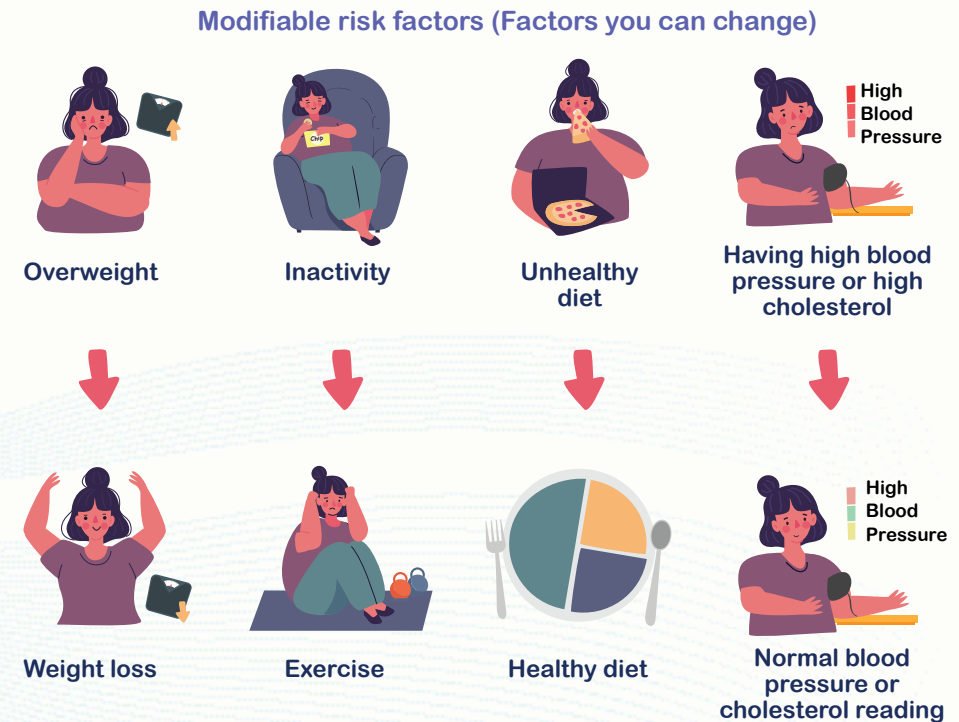 Modifiable risk factors (Factors you can change)
High
Blood
Pressure
Chip
Overweight
Inactivity
Unhealthy
diet
Having high blood
pressure or high
cholesterol
High
Blood
Pressure
Weight loss
Exercise
Healthy diet
Normal blood
pressure or
cholesterol reading